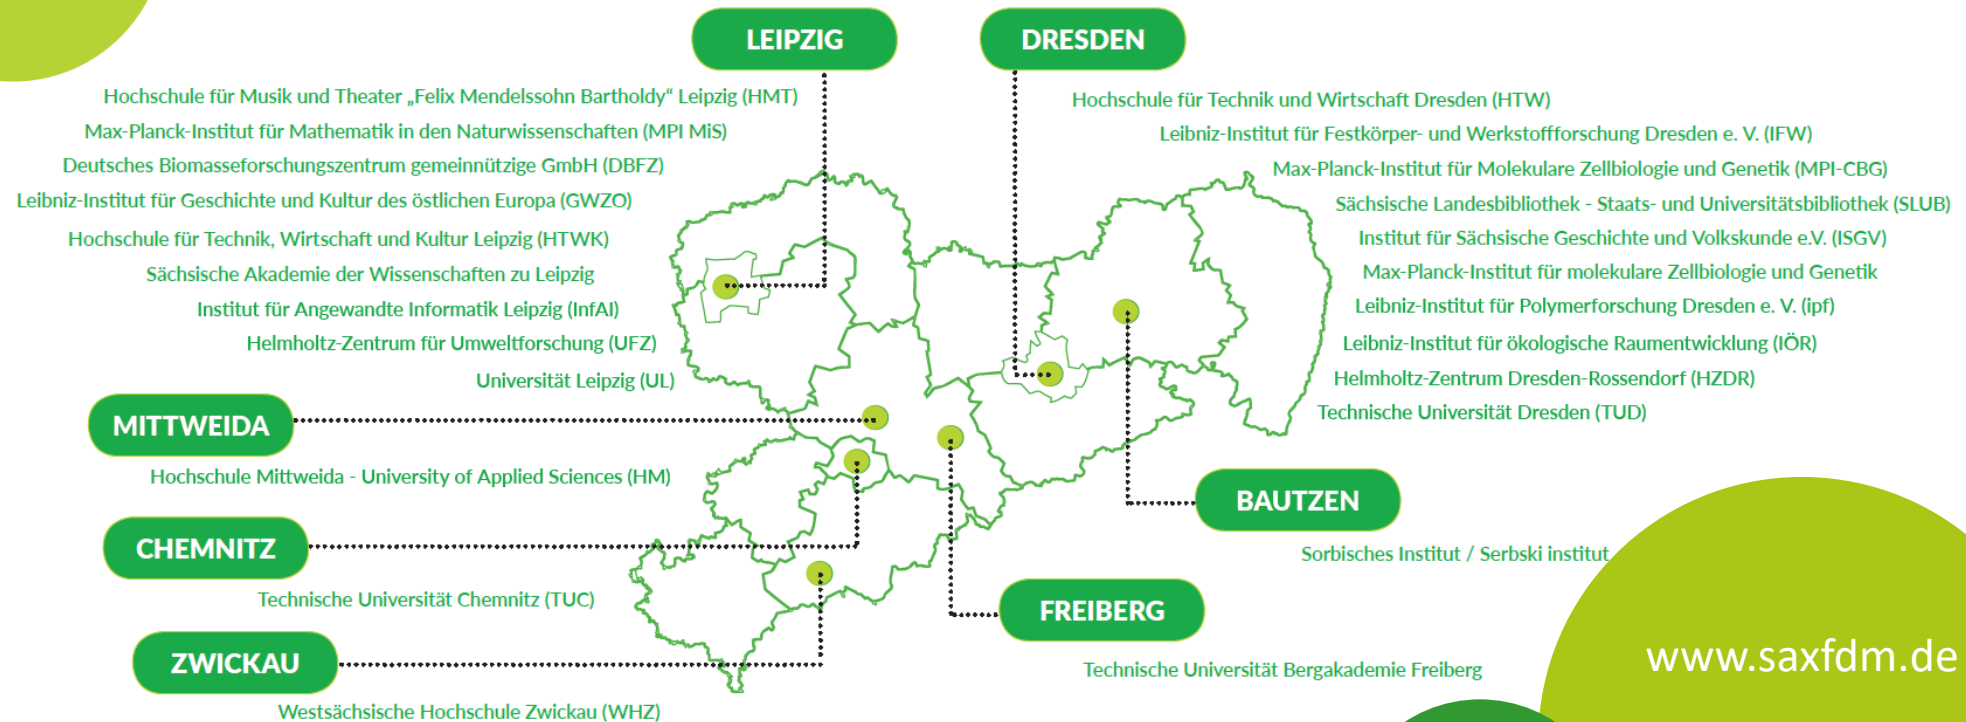 LEIPZIG
Hochschule für Musik und Theater „Felix Mendelssohn Bartholdy“ Leipzig (HMT)
Max-Planck-Institut für Mathematik in den Naturwissenschaften (MPI MiS)
Deutsches Biomasseforschungszentrum gemeinnützige GmbH (DBFZ)
Leibniz-Institut für Geschichte und Kultur des östlichen Europa (GWZO)
Hochschule für Technik, Wirtschaft und Kultur Leipzig (HTWK)
Sächsische Akademie der Wissenschaften zu Leipzig
Institut für Angewandte Informatik Leipzig (InfAI)
Helmholtz-Zentrum für Umweltforschung (UFZ)
Universität Leipzig (UL)
DRESDEN
Hochschule für Technik und Wirtschaft Dresden (HTW)
Leibniz-Institut für Festkörper- und Werkstoffforschung Dresden e. V. (IFW)
Max-Planck-Institut für Molekulare Zellbiologie und Genetik (MPI-CBG)
Sächsische Landesbibliothek - Staats- und Universitätsbibliothek (SLUB)
Institut für Sächsische Geschichte und Volkskunde e.V. (ISGV)
Max-Planck-Institut für molekulare Zellbiologie und Genetik
Leibniz-Institut für Polymerforschung Dresden e. V. (ipf)
Leibniz-Institut für ökologische Raumentwicklung (IÖR)
Helmholtz-Zentrum Dresden-Rossendorf (HZDR)
Technische Universität Dresden (TUD)
MITTWEIDA
Hochschule Mittweida - University of Applied Sciences (HM)
CHEMNITZ
Technische Universität Chemnitz (TUC)
ZWICKAU
Westsächsische Hochschule Zwickau (WHZ)
BAUTZEN
Sorbisches Institut / Serbski institut
FREIBERG
Technische Universität Bergakademie Freiberg
www.saxfdm.de